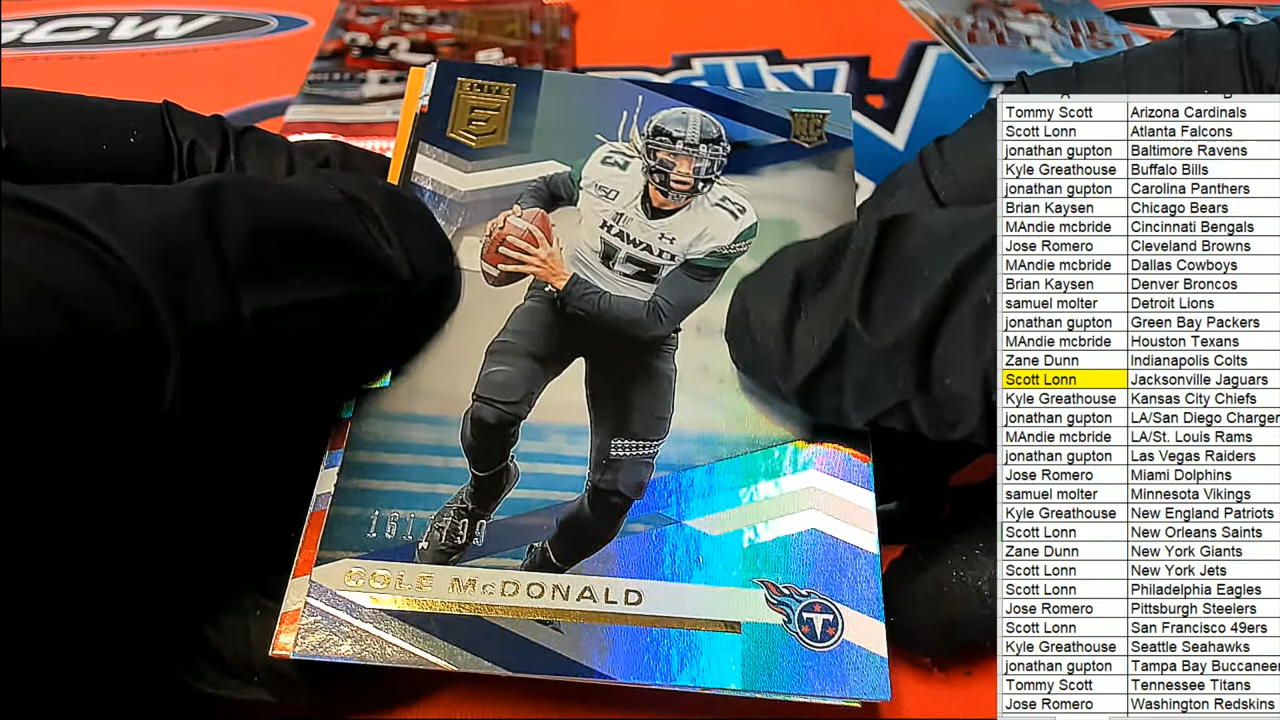 BCW
ELITE
E
RC
13
150
HAWAI'I
13
13
COLE McDONALD
T
A B
Tommy Scott Arizona Cardinals
Scott Lonn Atlanta Falcons
jonathan gupton Baltimore Ravens
Kyle Greathouse Buffalo Bills
jonathan gupton Carolina Panthers
Brian Kaysen Chicago Bears
MAndie mcbride Cincinnati Bengals
Jose Romero Cleveland Browns
MAndie mcbride Dallas Cowboys
Brian Kaysen Denver Broncos
samuel molter Detroit Lions
jonathan gupton Green Bay Packers
MAndie mcbride Houston Texans
Zane Dunn Indianapolis Colts
Scott Lonn Jacksonville Jaguars
Kyle Greathouse Kansas City Chiefs
jonathan gupton LA/San Diego Charger
MAndie mcbride LA/St. Louis Rams
jonathan gupton Las Vegas Raiders
Jose Romero Miami Dolphins
samuel molter Minnesota Vikings
Kyle Greathouse New England Patriots
Scott Lonn New Orleans Saints
Zane Dunn New York Giants
Scott Lonn New York Jets
Scott Lonn Philadelphia Eagles
Jose Romero Pittsburgh Steelers
Scott Lonn San Francisco 49ers
Kyle Greathouse Seattle Seahawks
jonathan gupton Tampa Bay Buccaneer
Tommy Scott Tennessee Titans
Jose Romero Washington Redskins